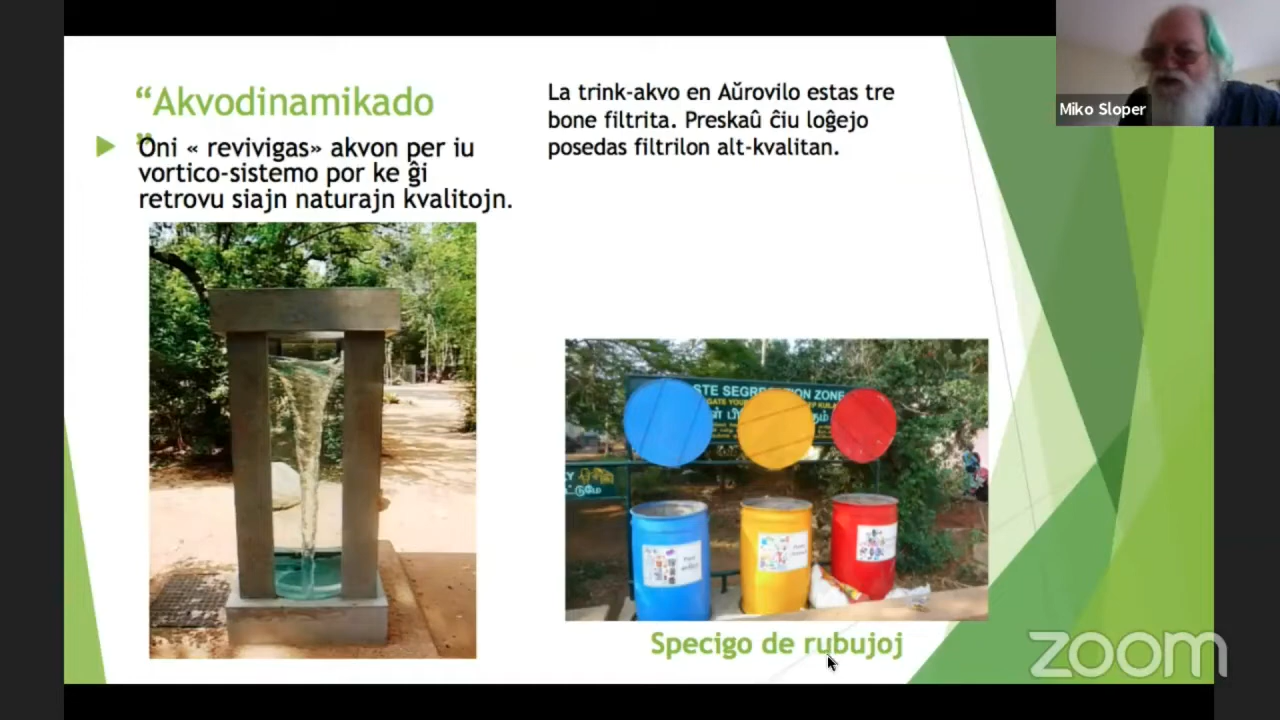 “Akvodinamikado
”
Oni « revivigas» akvon per iu
vortico-sistemo por ke ĝi
retrovu siajn naturajn kvalitojn.
La trink-akvo en Aŭrovilo estas tre
bone filtrita. Preskaû ĉiu loĝejo
posedas filtrilon alt-kvalitan.
Miko Sloper
Specigo de rubujoj
zoom